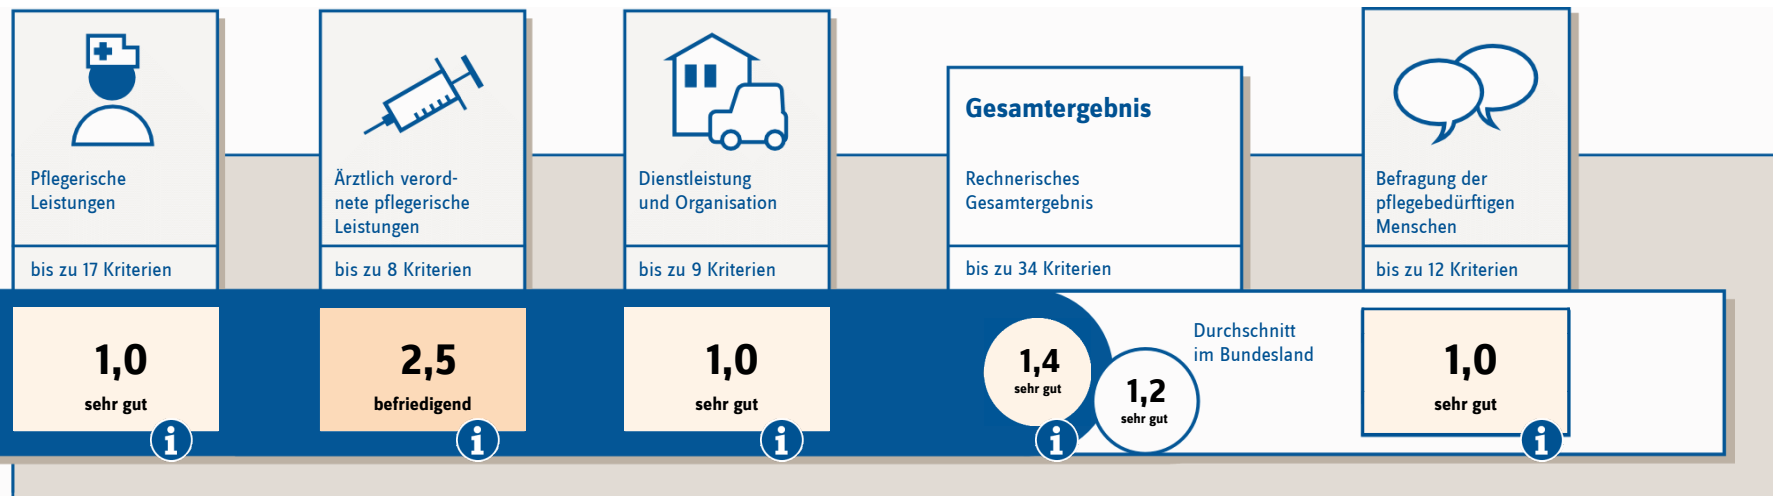 Pflegerische
Leistungen
bis zu 17 Kriterien
1,0
sehr gut
i
Ärztlich verord-
nete pflegerische
Leistungen
bis zu 8 Kriterien
2,5
befriedigend
i
Dienstleistung
und Organisation
bis zu 9 Kriterien
1,0
sehr gut
i
Gesamtergebnis
Rechnerisches
Gesamtergebnis
bis zu 34 Kriterien
1,4
sehr gut
i
1,2
sehr gut
Durchschnitt
im Bundesland
Befragung der
pflegebedürftigen
Menschen
bis zu 12 Kriterien
1,0
sehr gut
i